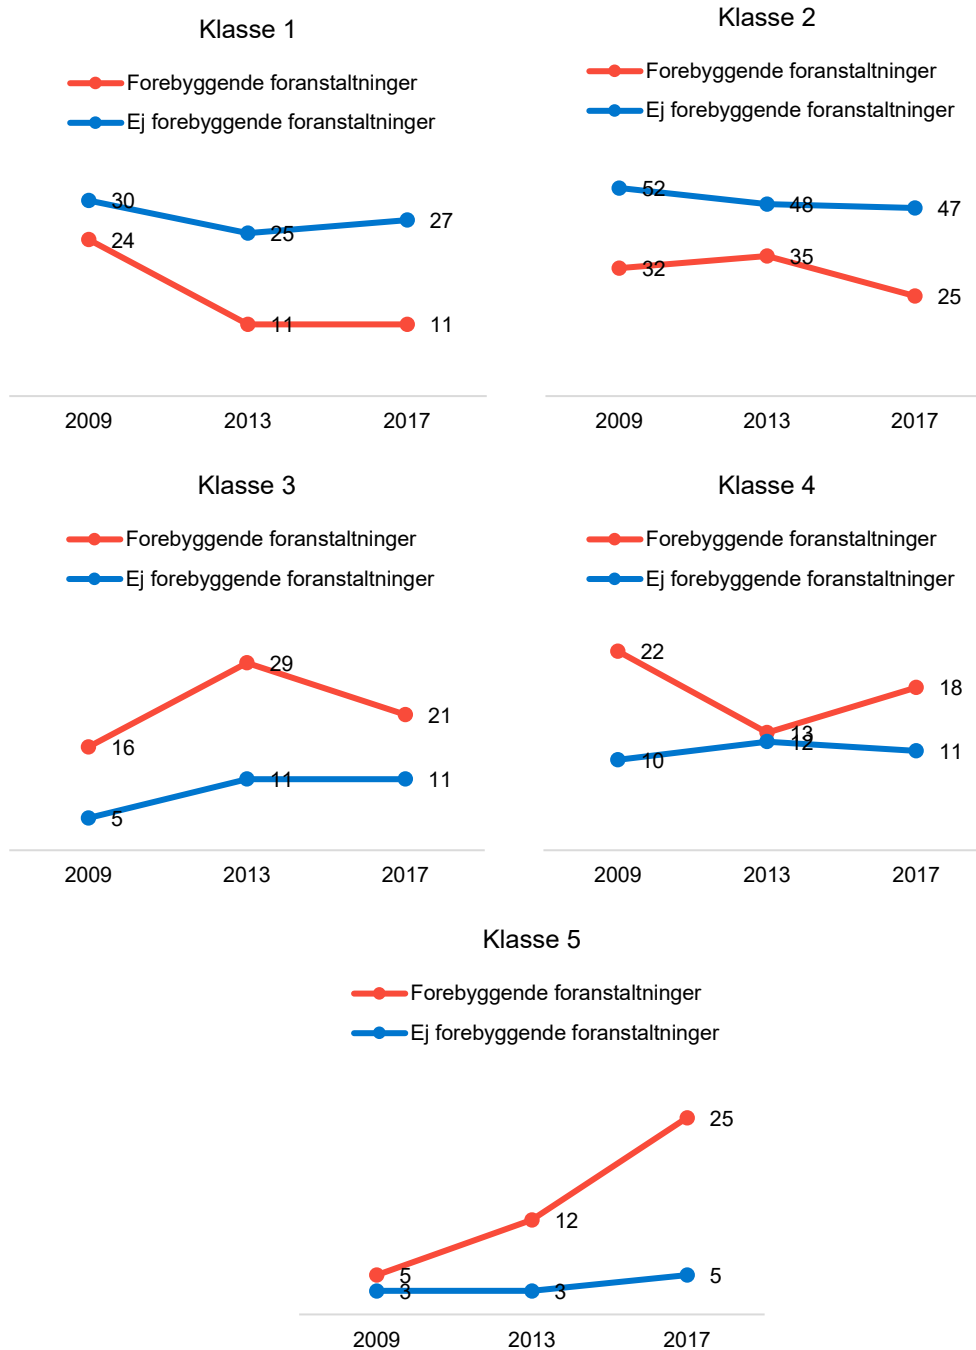 Klasse 1
Forebyggende foranstaltninger
Ej forebyggende foranstaltninger
30
24
25
11
27
11
2009 2013 2017
Klasse 2
Forebyggende foranstaltninger
Ej forebyggende foranstaltninger
52
32
48
35
47
25
2009 2013 2017
Klasse 3
Forebyggende foranstaltninger
Ej forebyggende foranstaltninger
16
5
29
11
21
11
2009 2013 2017
Klasse 4
Forebyggende foranstaltninger
Ej forebyggende foranstaltninger
22
10
13
12
18
11
2009 2013 2017
Klasse 5
Forebyggende foranstaltninger
Ej forebyggende foranstaltninger
5
3
12
3
25
5
2009 2013 2017